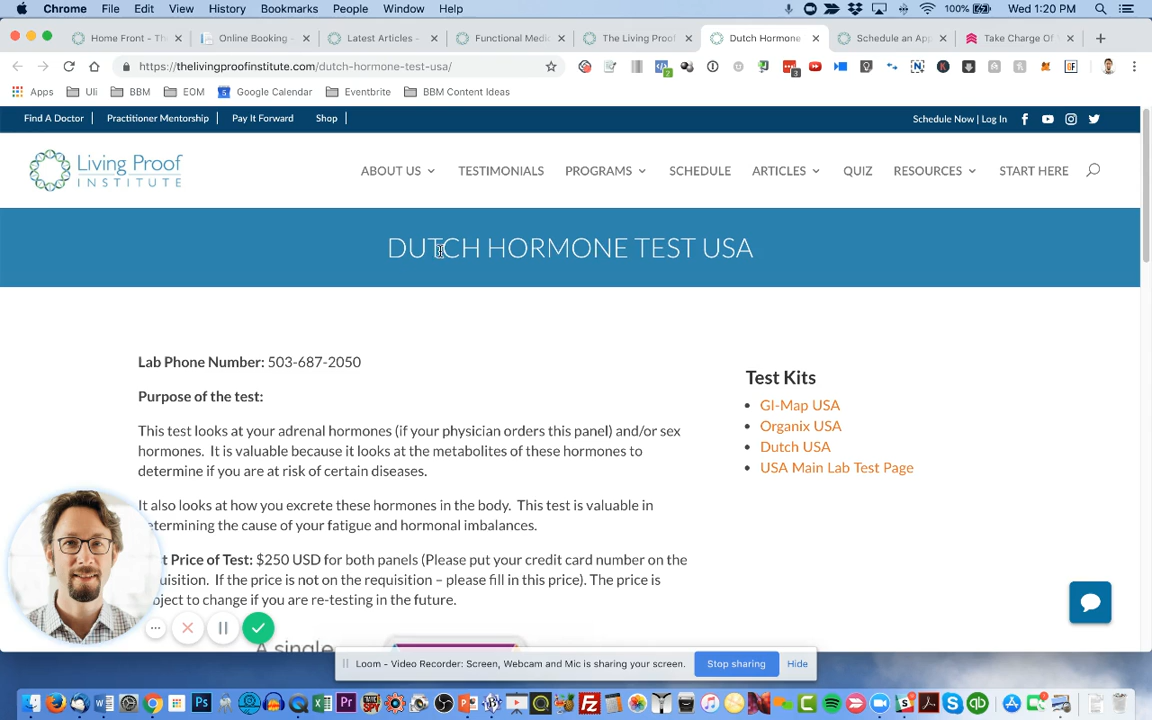 Chrome File Edit View History Bookmarks People Window Help 100% Wed 1:20 PM
Home Front - Th Online Booking - Latest Articles - Functional Medic The Living Proof Dutch Hormone Schedule an App Take Charge Of
https://thelivingproofinstitute.com/dutch-hormone-test-usa/
Apps Uli BBM EOM Google Calendar Eventbrite BBM Content Ideas
Find A Doctor Practitioner Mentorship Pay It Forward Shop Schedule Now | Log In
Living Proof
INSTITUTE
ABOUT US TESTIMONIALS PROGRAMS SCHEDULE ARTICLES QUIZ RESOURCES START HERE
DUTCH HORMONE TEST USA
Lab Phone Number: 503-687-2050
Purpose of the test:
This test looks at your adrenal hormones (if your physician orders this panel) and/or sex
hormones. It is valuable because it looks at the metabolites of these hormones to
determine if you are at risk of certain diseases.
It also looks at how you excrete these hormones in the body. This test is valuable in
etermining the cause of your fatigue and hormonal imbalances.
t Price of Test: $250 USD for both panels (Please put your credit card number on the
quisition. If the price is not on the requisition – please fill in this price). The price is
bject to change if you are re-testing in the future.
A single
Test Kits
GI-Map USA
Organix USA
Dutch USA
USA Main Lab Test Page
Loom - Video Recorder: Screen, Webcam and Mic is sharing your screen. Stop sharing Hide